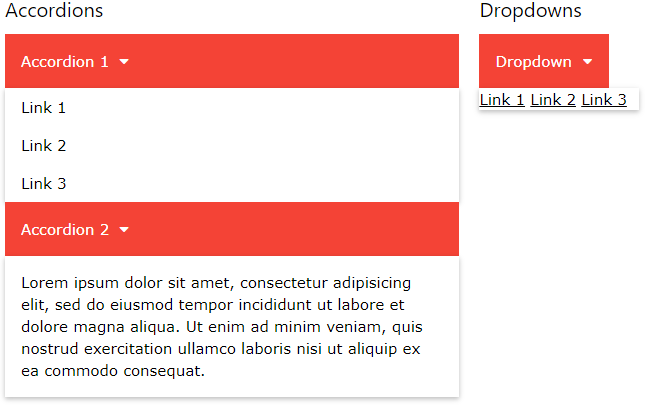 Accordions
Accordion 1
Link 1
Link 2
Link 3
Accordion 2
Lorem ipsum dolor sit amet, consectetur adipisicing
elit, sed do eiusmod tempor incididunt ut labore et
dolore magna aliqua. Ut enim ad minim veniam, quis
nostrud exercitation ullamco laboris nisi ut aliquip ex
ea commodo consequat.
Dropdowns
Dropdown
Link 1 Link 2 Link 3